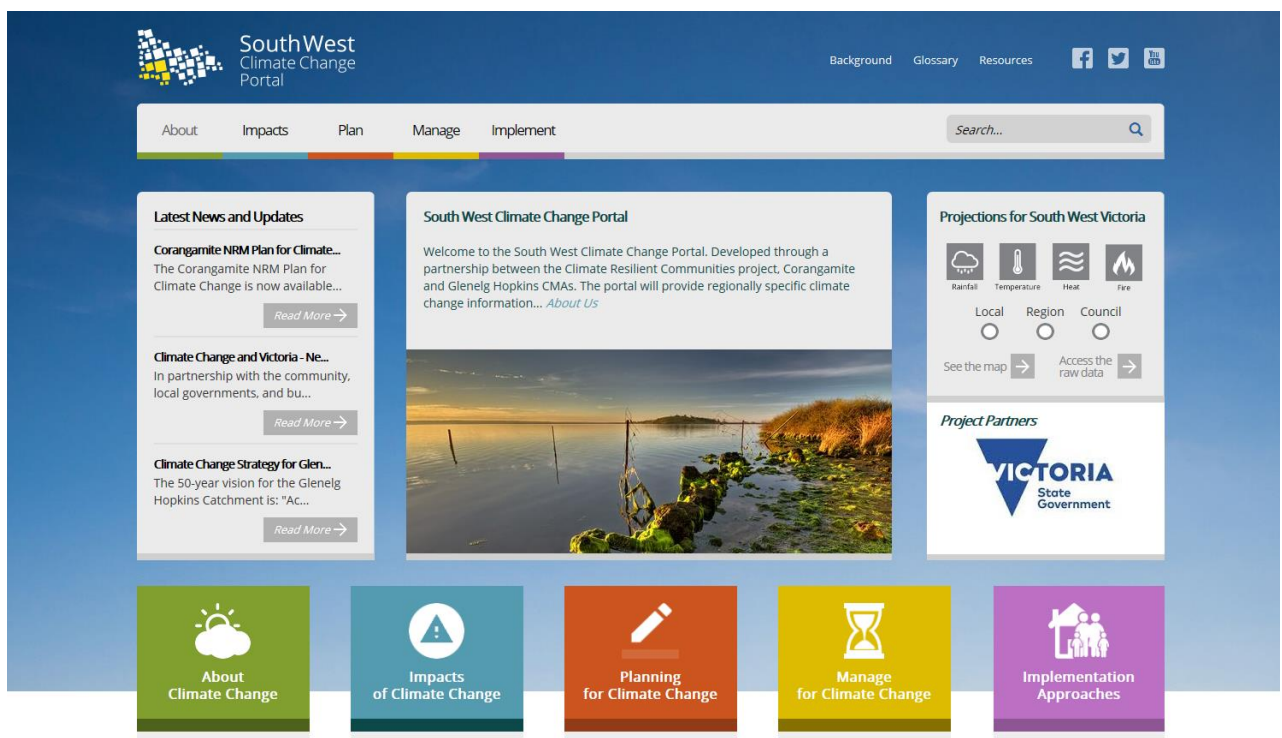 SouthWest
Climate Change
Portal
Background Glossary Resources
You
Tube
About Impacts Plan Manage Implement
Search...
Latest News and Updates
Corangamite NRM Plan for Climate...
The Corangamite NRM Plan for
Climate Change is now available...
Read More
Climate Change and Victoria - Ne...
In partnership with the community,
local governments, and bu...
Read More
Climate Change Strategy for Glen...
The 50-year vision for the Glenelg
Hopkins Catchment is: "Ac...
Read More
South West Climate Change Portal
Welcome to the South West Climate Change Portal. Developed through a
partnership between the Climate Resilient Communities project, Corangamite
and Glenelg Hopkins CMAs. The portal will provide regionally specific climate
change information... About Us
Projections for South West Victoria
Rainfall Temperature Heat Fire
Local Region Council
See the map
Access the
raw data
Project Partners
VICTORIA
State
Government
About
Climate Change
Impacts
of Climate Change
Planning
for Climate Change
Manage
for Climate Change
Implementation
Approaches